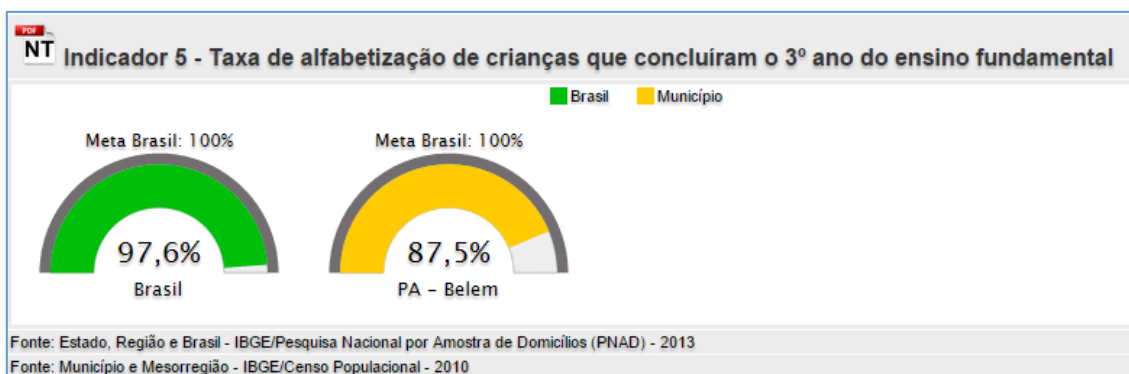 PDF
NT
Indicador 5 - Taxa de alfabetização de crianças que concluíram o 3º ano do ensino fundamental
Brasil Município
Meta Brasil: 100% Meta Brasil: 100%
97,6% 87,5%
Brasil PA - Belem
Fonte: Estado, Região e Brasil - IBGE/Pesquisa Nacional por Amostra de Domicílios (PNAD) - 2013
Fonte: Município e Mesorregião - IBGE/Censo Populacional - 2010